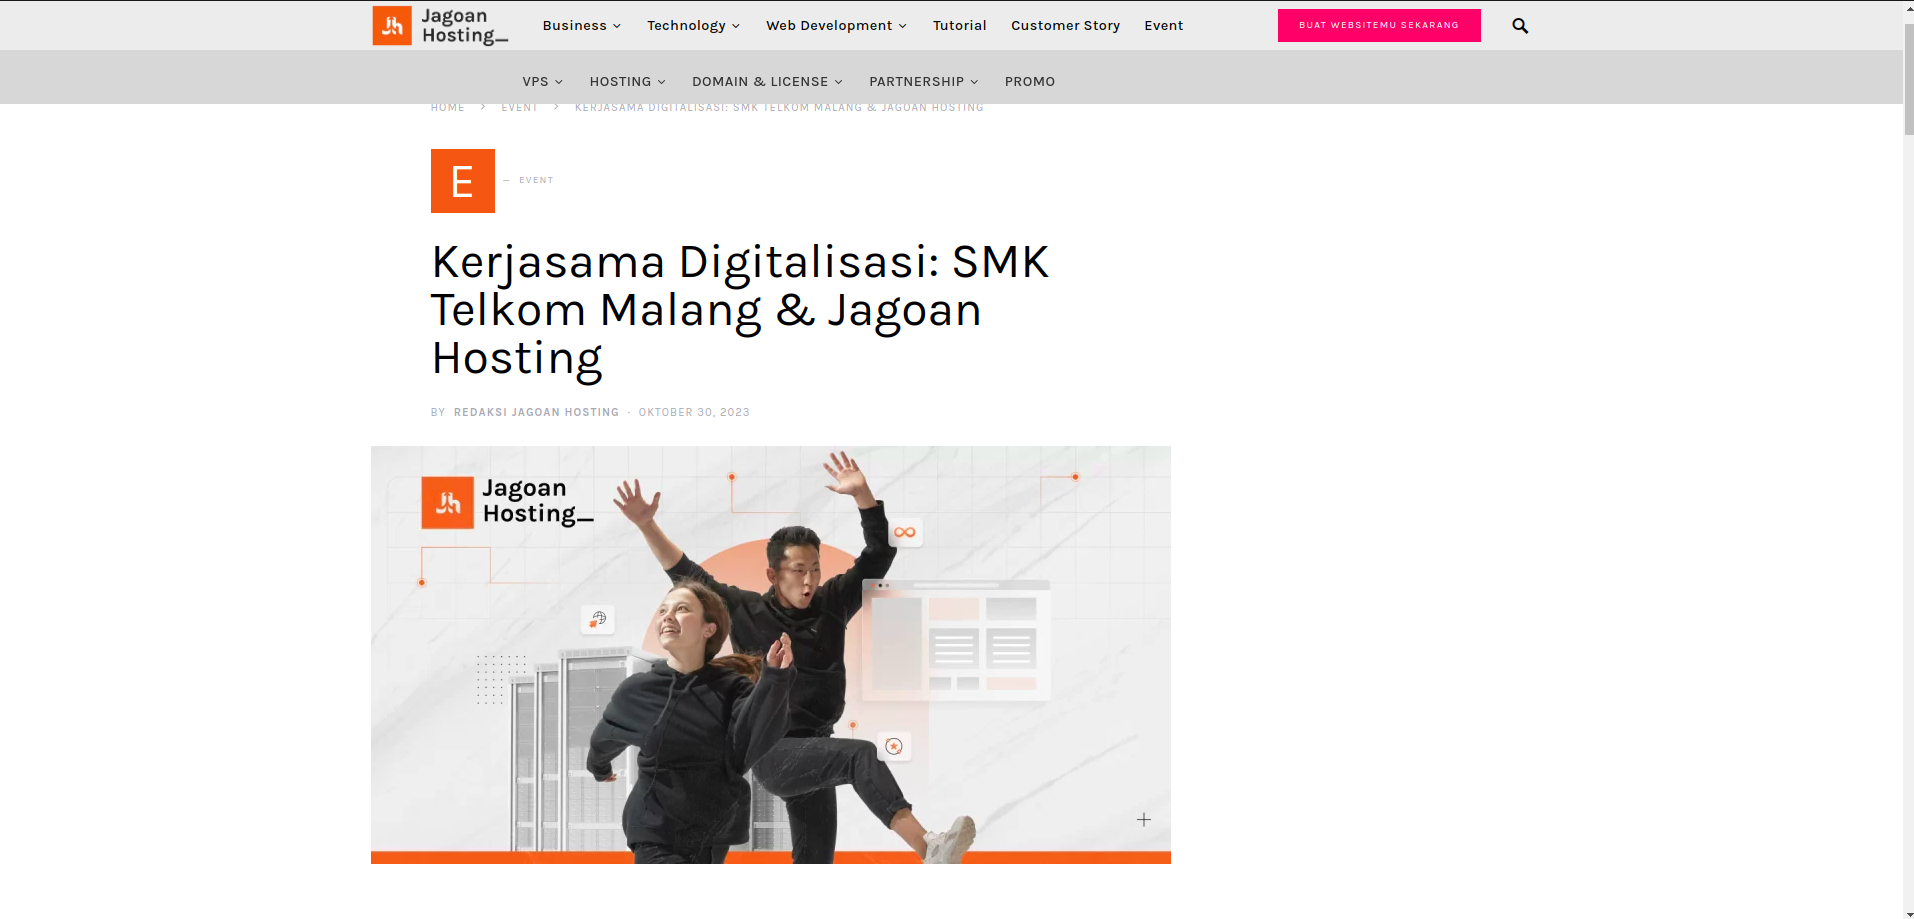 Jagoan
Hosting_
Business
Technology
Web Development
Tutorial
Customer Story
Event
BUAT WEBSITEMU SEKARANG
VPS
HOSTING
DOMAIN & LICENSE
PARTNERSHIP
PROMO
HOME > EVENT > KERJASAMA DIGITALISASI: SMK TELKOM MALANG & JAGOAN HOSTING
E
— EVENT
Kerjasama Digitalisasi: SMK
Telkom Malang & Jagoan
Hosting
BY REDAKSI JAGOAN HOSTING · OKTOBER 30, 2023
Jagoan
Hosting_